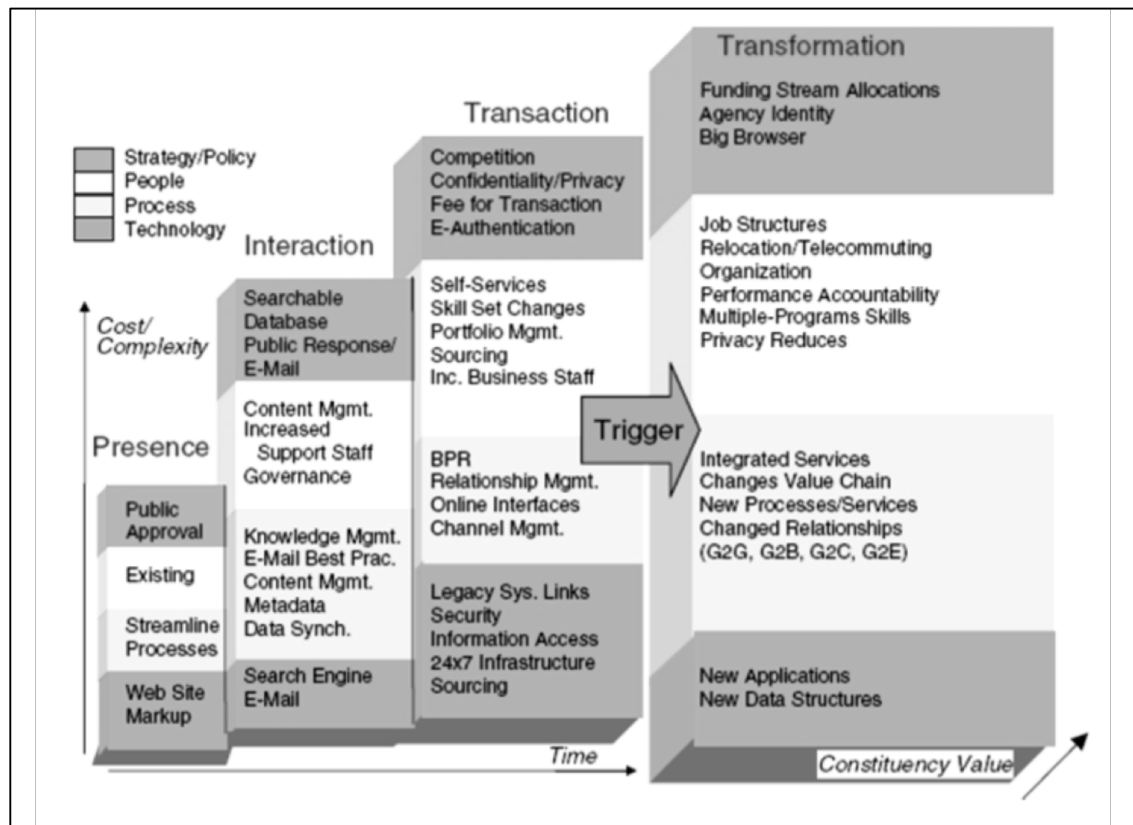 Transformation
Funding Stream Allocations
Agency Identity
Big Browser
Transaction
Strategy/Policy
People
Process
Technology
Competition
Confidentiality/Privacy
Fee for Transaction
E-Authentication
Interaction
Job Structures
Relocation/Telecommuting
Organization
Performance Accountability
Multiple-Programs Skills
Privacy Reduces
Searchable
Database
Public Response/
E-Mail
Self-Services
Skill Set Changes
Portfolio Mgmt.
Sourcing
Inc. Business Staff
Cost/
Complexity
Content Mgmt.
Increased
Support Staff
Governance
Trigger
Presence
BPR
Relationship Mgmt.
Online Interfaces
Channel Mgmt.
Integrated Services
Changes Value Chain
New Processes/Services
Changed Relationships
(G2G, G2B, G2C, G2E)
Public
Approval
Existing
Streamline
Processes
Web Site
Markup
Knowledge Mgmt.
E-Mail Best Prac.
Content Mgmt.
Metadata
Data Synch.
Search Engine
E-Mail
Legacy Sys. Links
Security
Information Access
24x7 Infrastructure
Sourcing
New Applications
New Data Structures
Time
Constituency Value